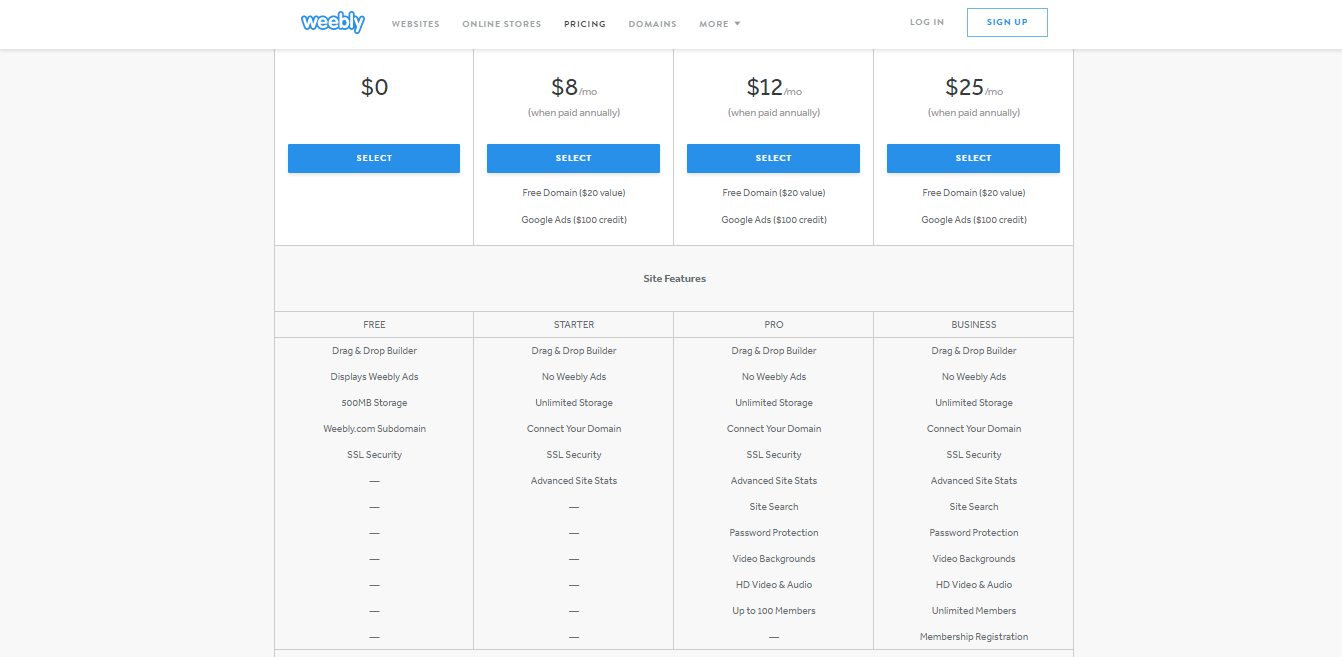 weebly WEBSITES ONLINE STORES PRICING DOMAINS MORE LOG IN SIGN UP
$0 $8/mo $12/mo $25/mo
(when paid annually) (when paid annually) (when paid annually)
SELECT SELECT SELECT SELECT
Free Domain ($20 value) Free Domain ($20 value) Free Domain ($20 value)
Google Ads ($100 credit) Google Ads ($100 credit) Google Ads ($100 credit)
Site Features
FREE STARTER PRO BUSINESS
Drag & Drop Builder Drag & Drop Builder Drag & Drop Builder Drag & Drop Builder
Displays Weebly Ads No Weebly Ads No Weebly Ads No Weebly Ads
500MB Storage Unlimited Storage Unlimited Storage Unlimited Storage
Weebly.com Subdomain Connect Your Domain Connect Your Domain Connect Your Domain
SSL Security SSL Security SSL Security SSL Security
— Advanced Site Stats Advanced Site Stats Advanced Site Stats
— — Site Search Site Search
— — Password Protection Password Protection
— — Video Backgrounds Video Backgrounds
— — HD Video & Audio HD Video & Audio
— — Up to 100 Members Unlimited Members
— — — Membership Registration